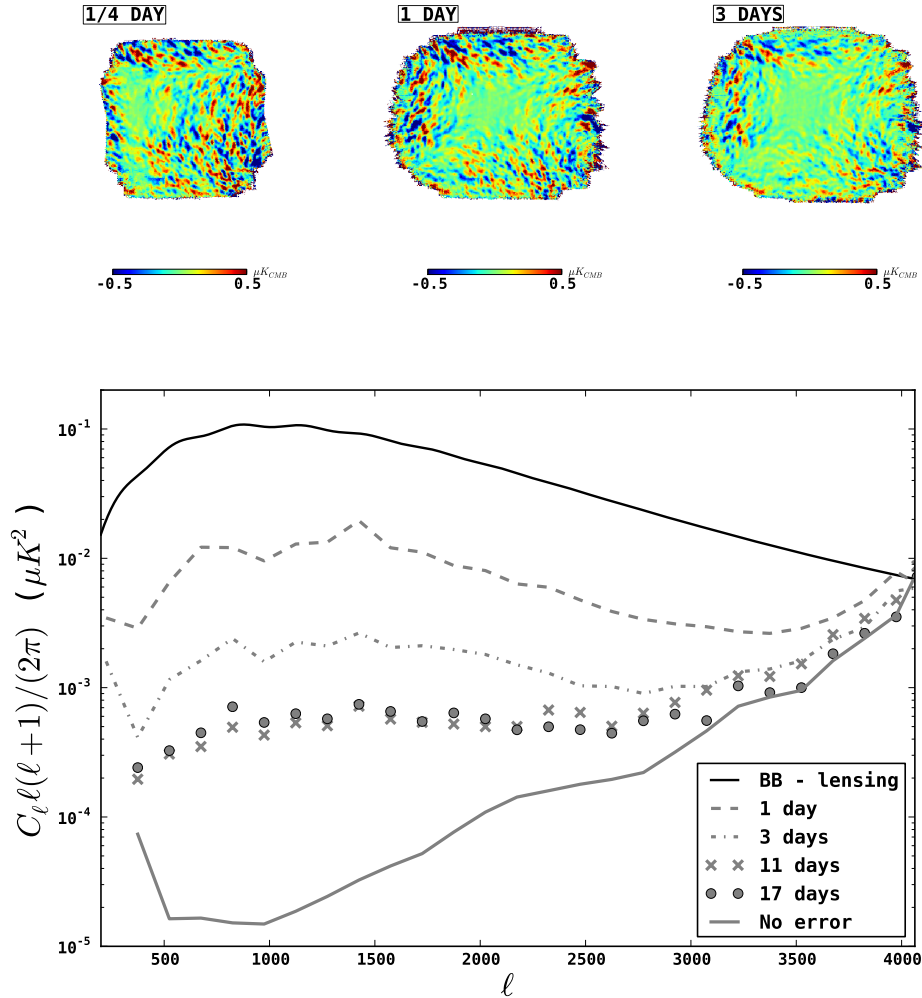 1/4 DAY 1 DAY 3 DAYS
μK_CMB μK_CMB μK_CMB
-0.5 0.5 -0.5 0.5 -0.5 0.5
10⁻¹
10⁻²
10⁻³
10⁻⁴
10⁻⁵
C_ℓ ℓ(ℓ+1)/(2π) (μK²)
BB - lensing
1 day
3 days
11 days
17 days
No error
500 1000 1500 2000 2500 3000 3500 4000
ℓ